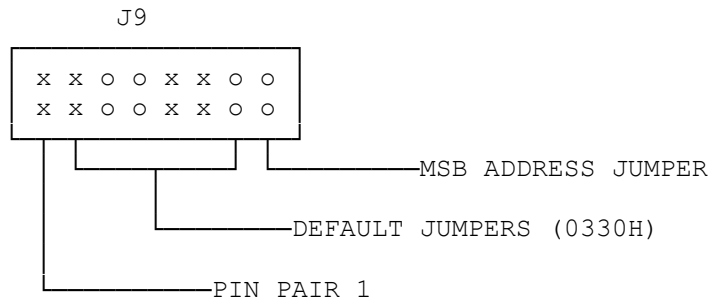 J9
x x o o x x o o
x x o o x x o o
MSB ADDRESS JUMPER
DEFAULT JUMPERS (0330H)
PIN PAIR 1